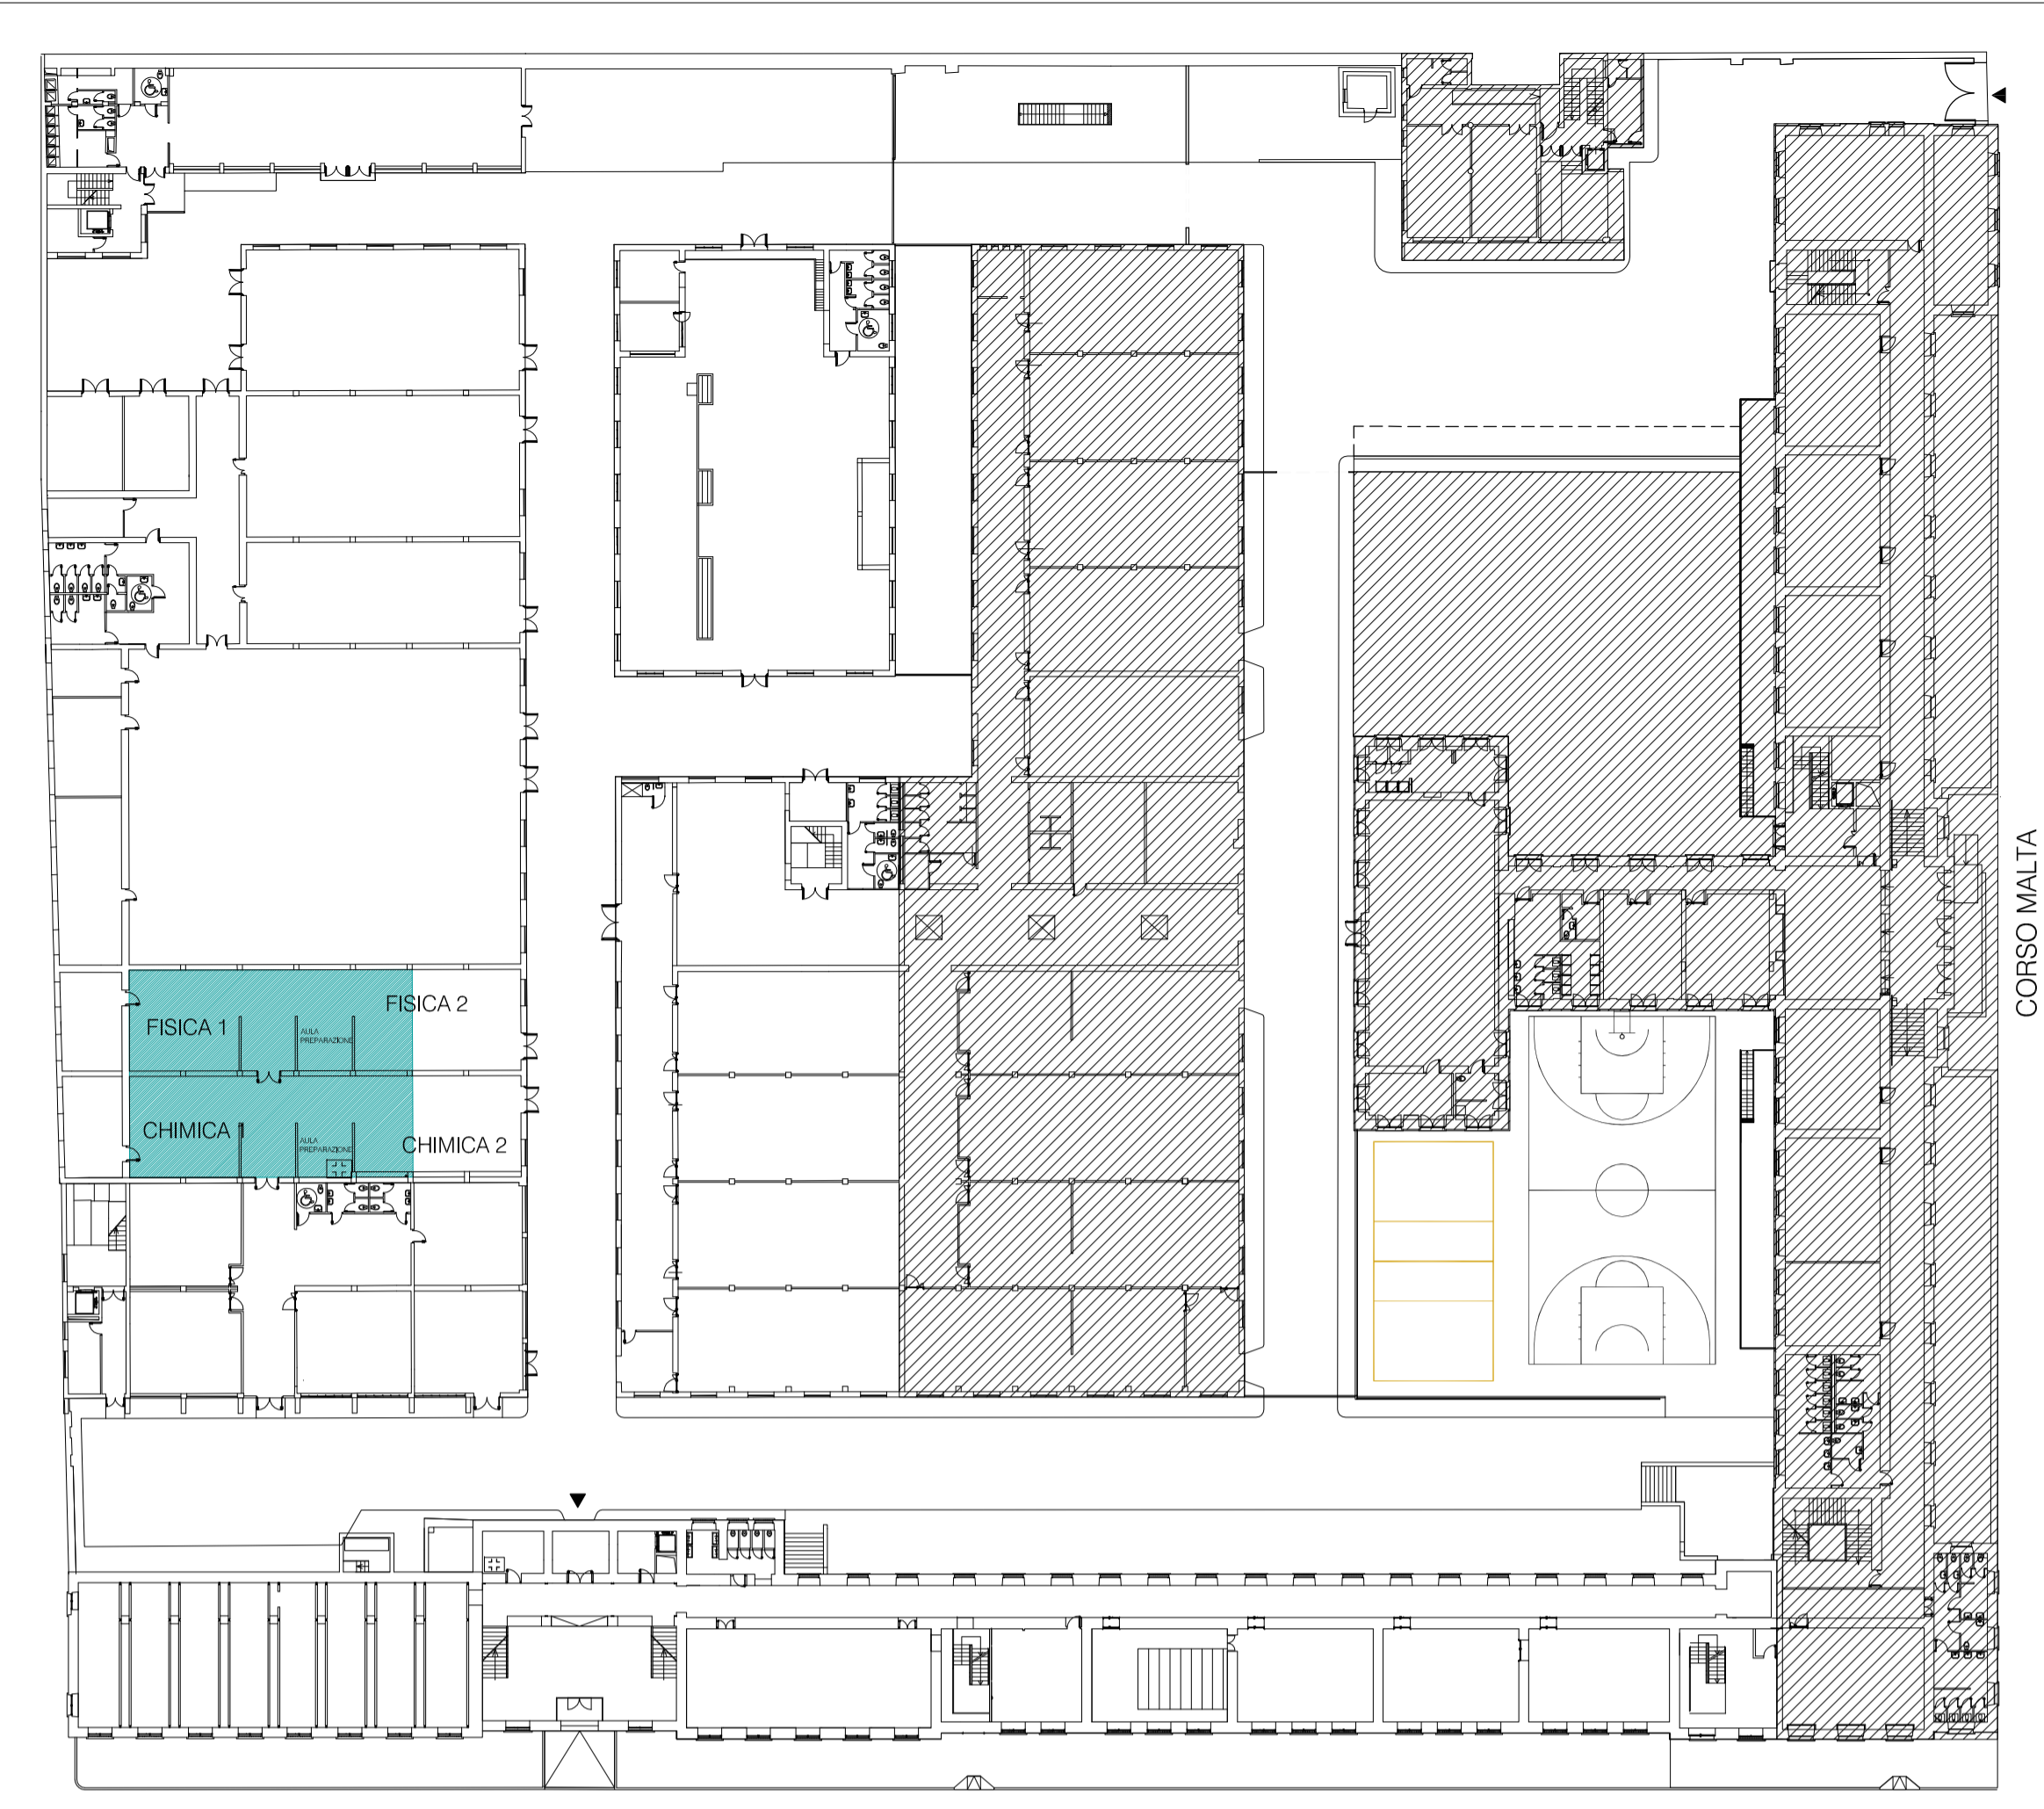 FISICA 2
FISICA 1
AULA
PREPARAZIONE
CHIMICA 1
CHIMICA 2
AULA
PREPARAZIONE
CORSO MALTA